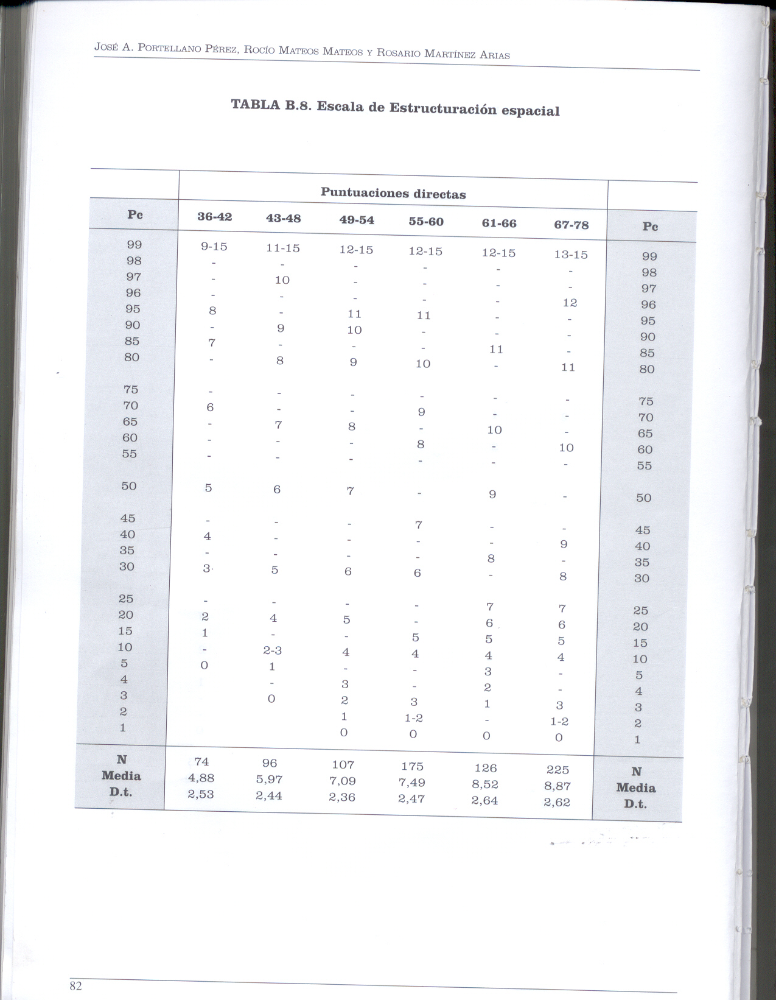 JOSÉ A. PORTELLANO PÉREZ, ROCÍO MATEOS MATEOS Y ROSARIO MARTÍNEZ ARIAS
TABLA B.8. Escala de Estructuración espacial
Puntuaciones directas
Pc 36-42 43-48 49-54 55-60 61-66 67-78 Pc
99 9-15 11-15 12-15 12-15 12-15 13-15 99
98 - - - - - - 98
97 - 10 - - - - 97
96 - - - - - 12 96
95 8 - 11 11 - - 95
90 - 9 10 - - - 90
85 7 - - - 11 - 85
80 - 8 9 10 - 11 80
75 - - - - - - 75
70 6 - - 9 - - 70
65 - 7 8 - 10 - 65
60 - - - 8 - 10 60
55 - - - - - - 55
50 5 6 7 - 9 - 50
45 - - - 7 - - 45
40 4 - - - - 9 40
35 - - - - 8 - 35
30 3 5 6 6 - 8 30
25 - - - - 7 7 25
20 2 4 5 - 6 6 20
15 1 - - 5 5 5 15
10 - 2-3 4 4 4 4 10
5 0 1 - - 3 - 5
4 - 3 - 2 - 4
3 0 2 3 1 3 3
2 1 1-2 - 1-2 2
1 0 0 0 0 1
N 74 96 107 175 126 225 N
Media 4,88 5,97 7,09 7,49 8,52 8,87 Media
D.t. 2,53 2,44 2,36 2,47 2,64 2,62 D.t.
82